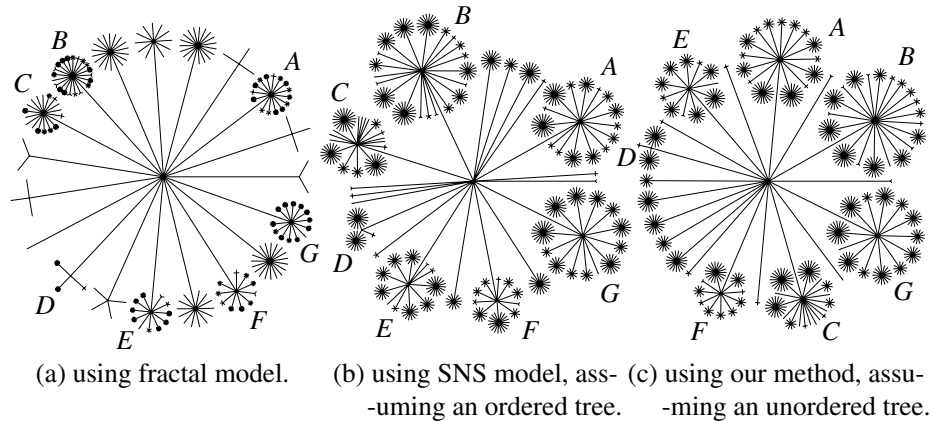 B
A
C
D
E
F
G
B
A
C
D
E
F
G
E
A
B
D
F
C
G
(a) using fractal model.
(b) using SNS model, ass-
-uming an ordered tree.
(c) using our method, assu-
-ming an unordered tree.